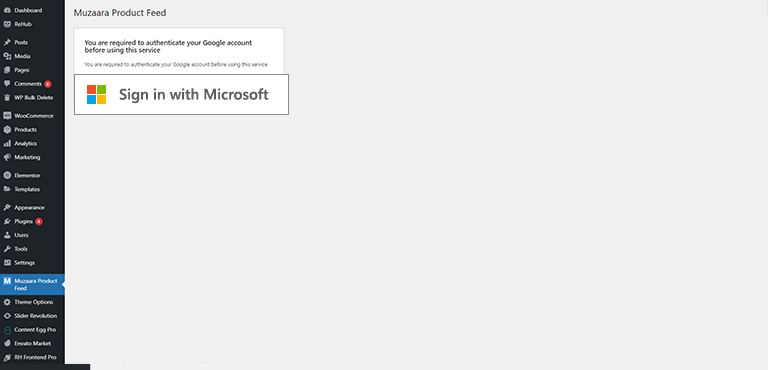 Dashboard
ReHub
Posts
Media
Pages
Comments 6
WP Bulk Delete
WooCommerce
Products
Analytics
Marketing
Elementor
Templates
Appearance
Plugins 4
Users
Tools
Settings
M Muzaara Product
Feed
Theme Options
Slider Revolution
Content Egg Pro
Envato Market
RH Frontend Pro
Muzaara Product Feed
You are required to authenticate your Google account
before using this service
You are required to authenticate your Google account before using this service
Sign in with Microsoft